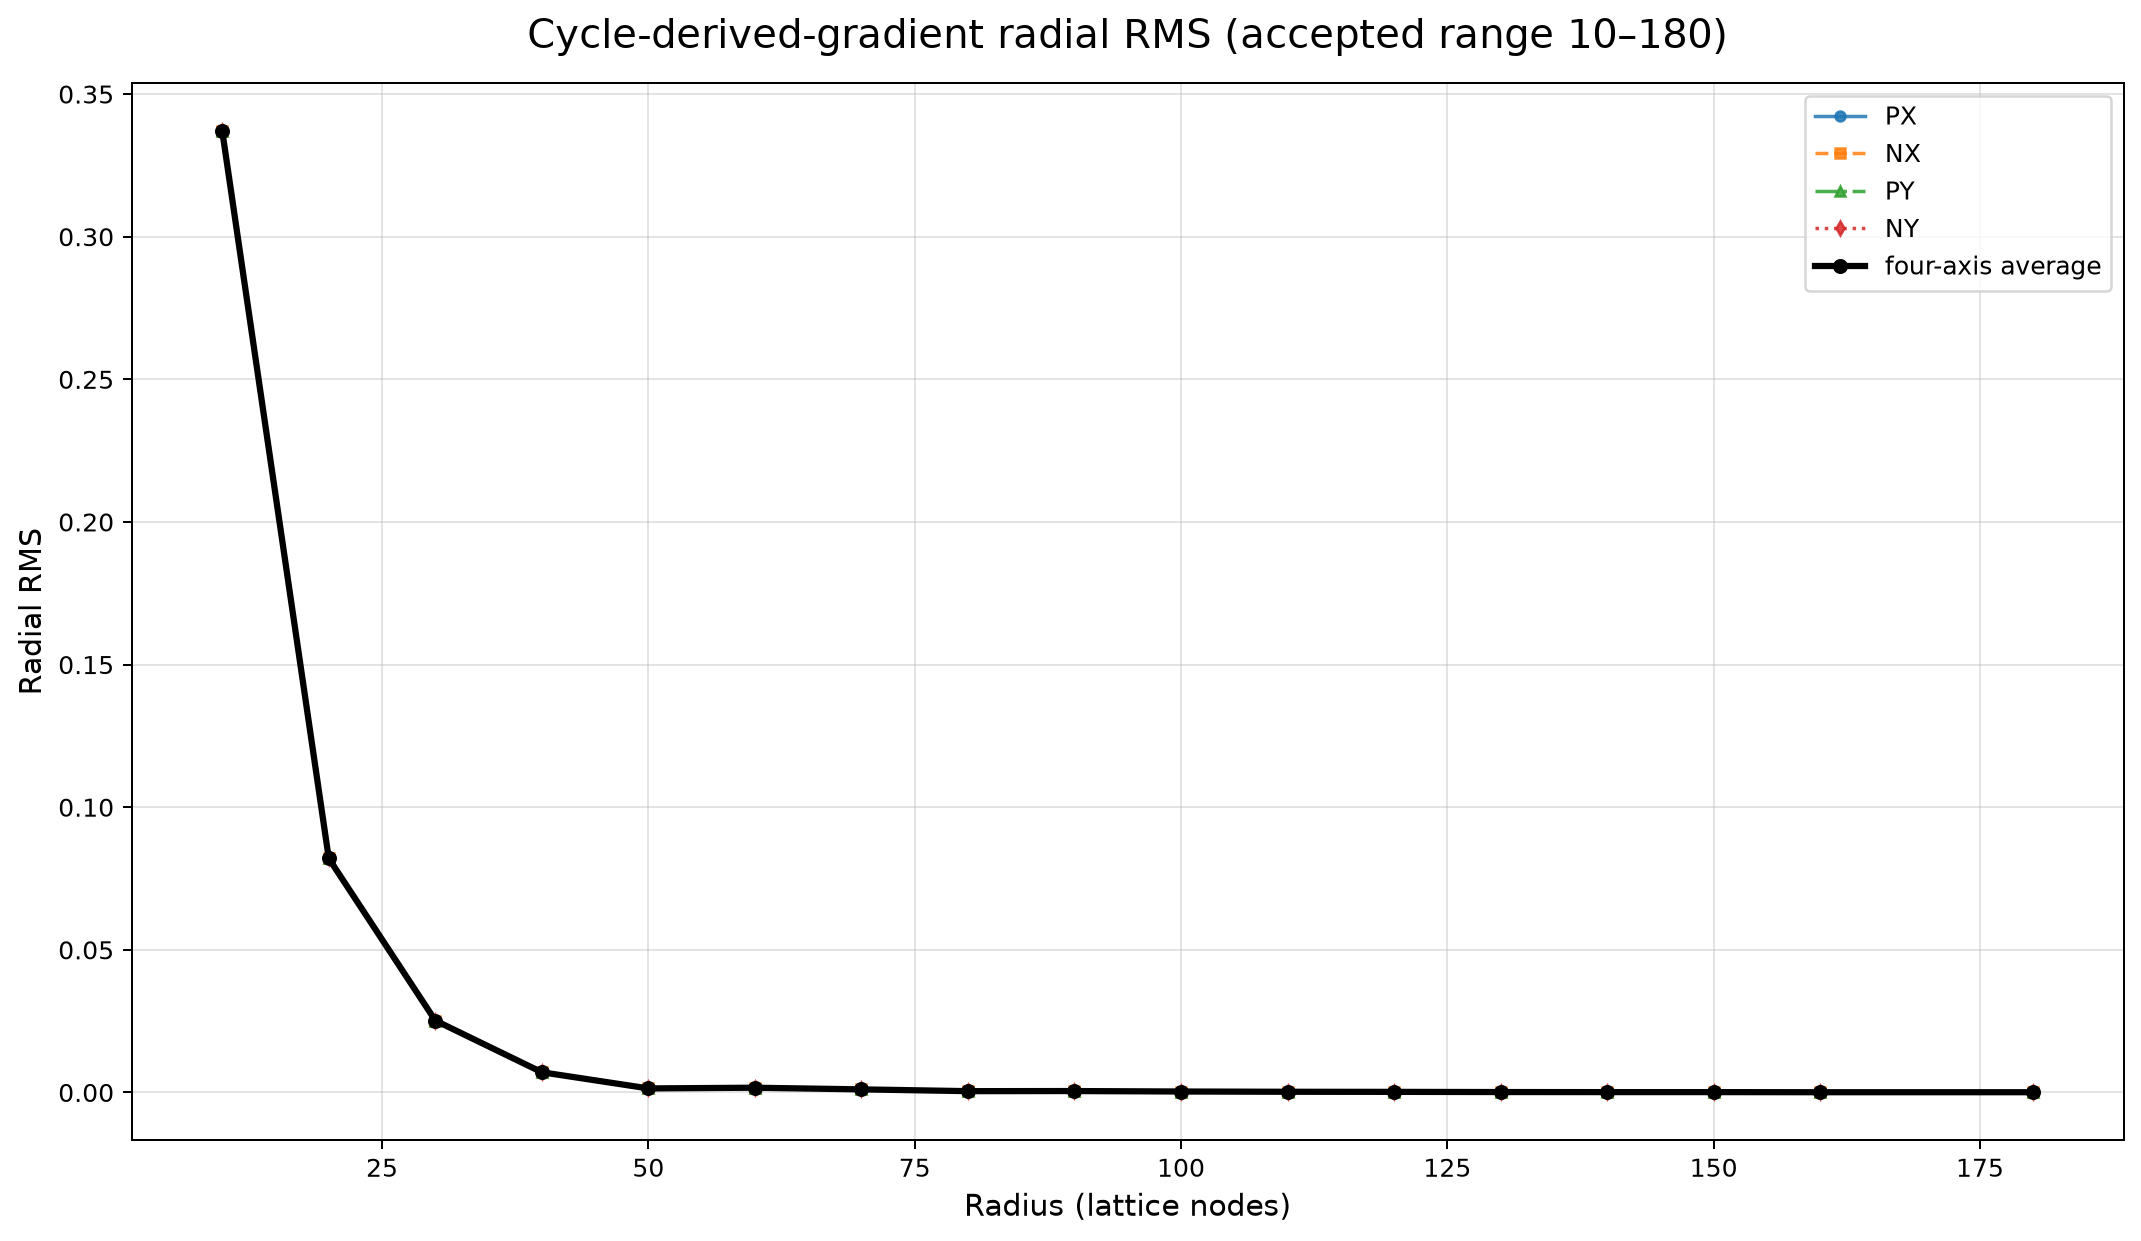 Cycle-derived-gradient radial RMS (accepted range 10–180)
0.35
0.30
0.25
0.20
0.15
0.10
0.05
0.00
Radial RMS
PX
NX
PY
NY
four-axis average
25 50 75 100 125 150 175
Radius (lattice nodes)